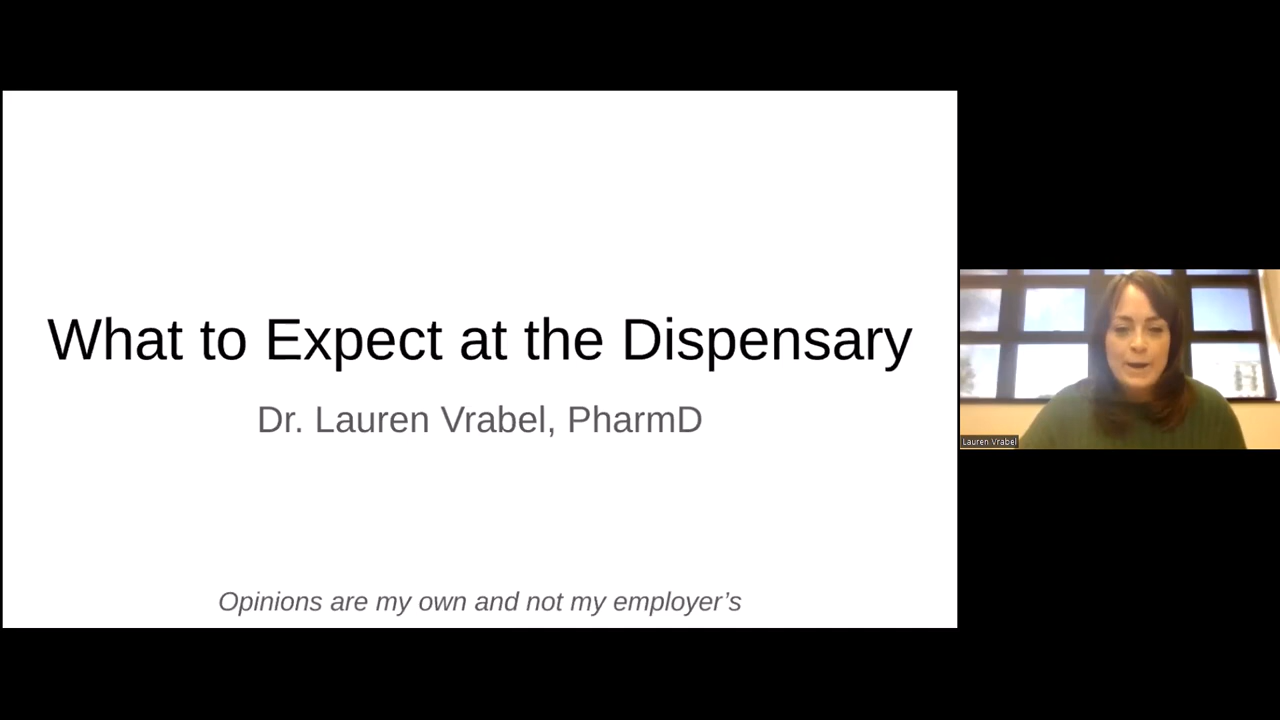 What to Expect at the Dispensary
Dr. Lauren Vrabel, PharmD
Opinions are my own and not my employer’s
Lauren Vrabel